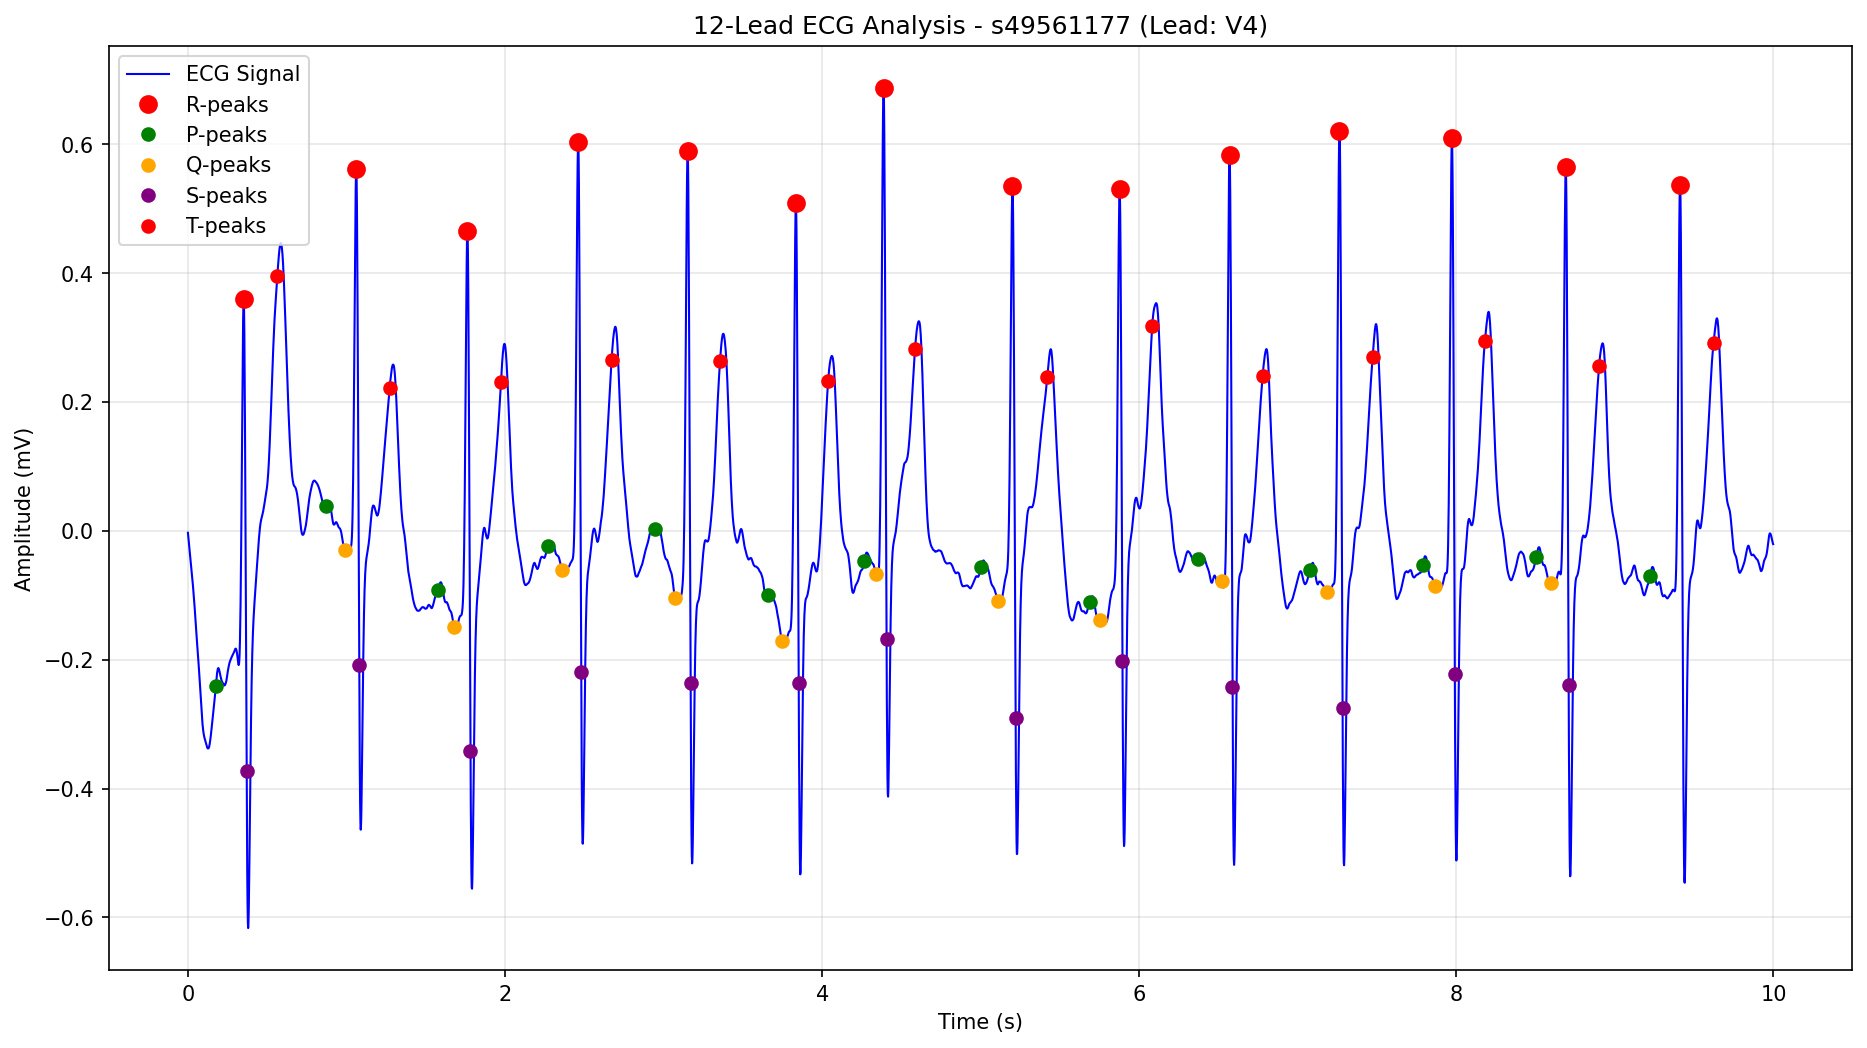 12-Lead ECG Analysis - s49561177 (Lead: V4)
ECG Signal
R-peaks
P-peaks
Q-peaks
S-peaks
T-peaks
Amplitude (mV)
0.6
0.4
0.2
0.0
−0.2
−0.4
−0.6
0 2 4 6 8 10
Time (s)